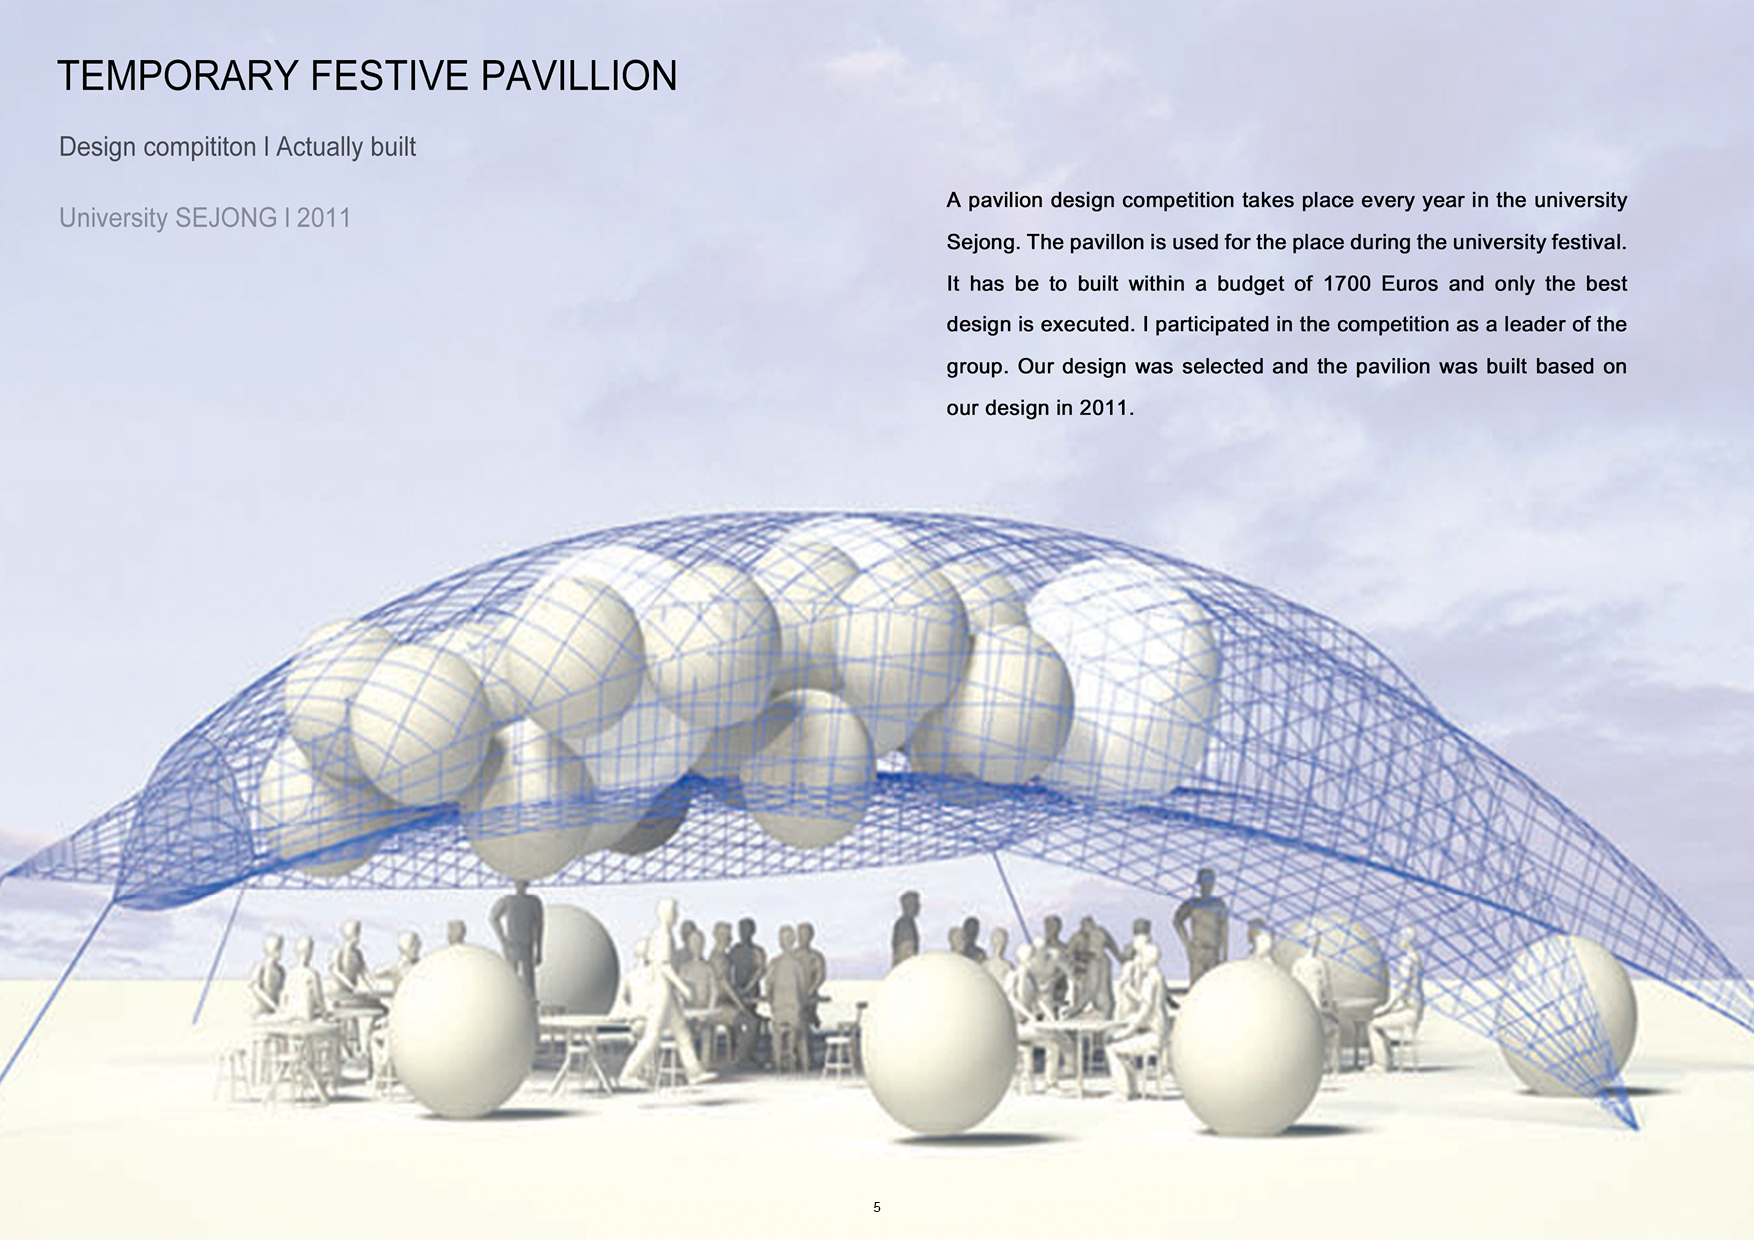 TEMPORARY FESTIVE PAVILLION
Design compititon l Actually built
University SEJONG l 2011
A pavilion design competition takes place every year in the university
Sejong. The pavillon is used for the place during the university festival.
It has be to built within a budget of 1700 Euros and only the best
design is executed. I participated in the competition as a leader of the
group. Our design was selected and the pavilion was built based on
our design in 2011.
5